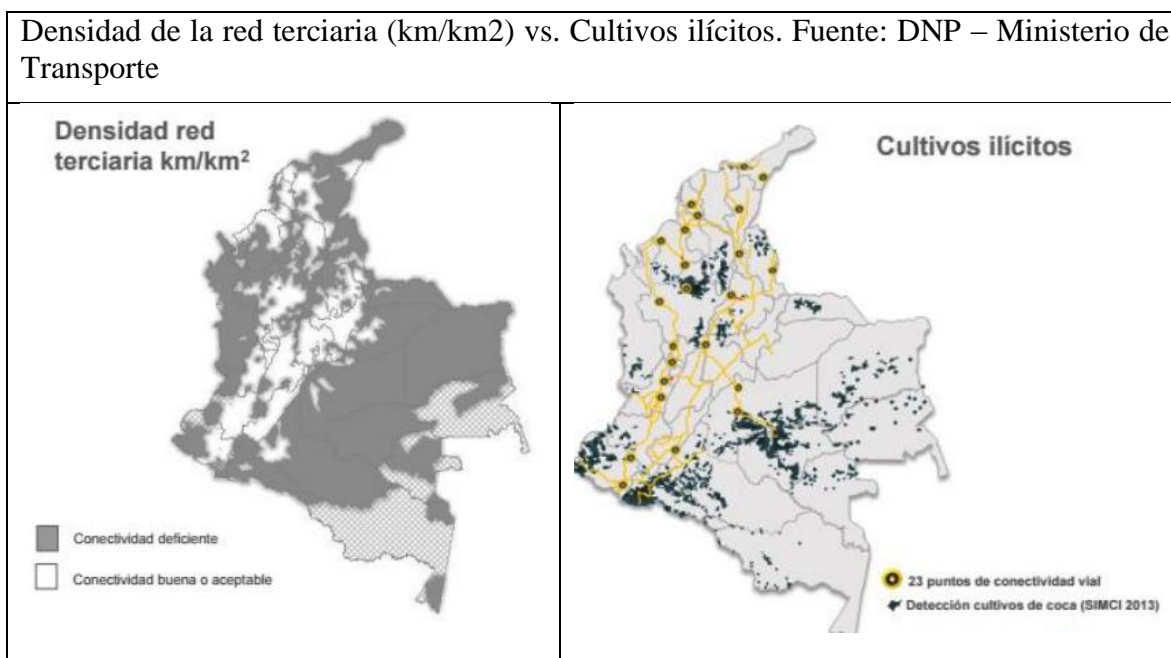 Densidad de la red terciaria (km/km2) vs. Cultivos ilícitos. Fuente: DNP – Ministerio de
Transporte
Densidad red
terciaria km/km²
Conectividad deficiente
Conectividad buena o aceptable
Cultivos ilícitos
23 puntos de conectividad vial
Detección cultivos de coca (SIMCI 2013)